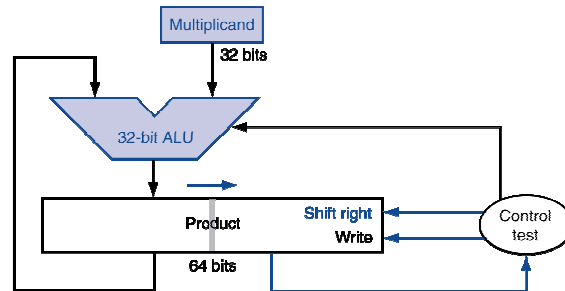 Multiplicand
32 bits
32-bit ALU
Shift right
Product
Write
64 bits
Control
test